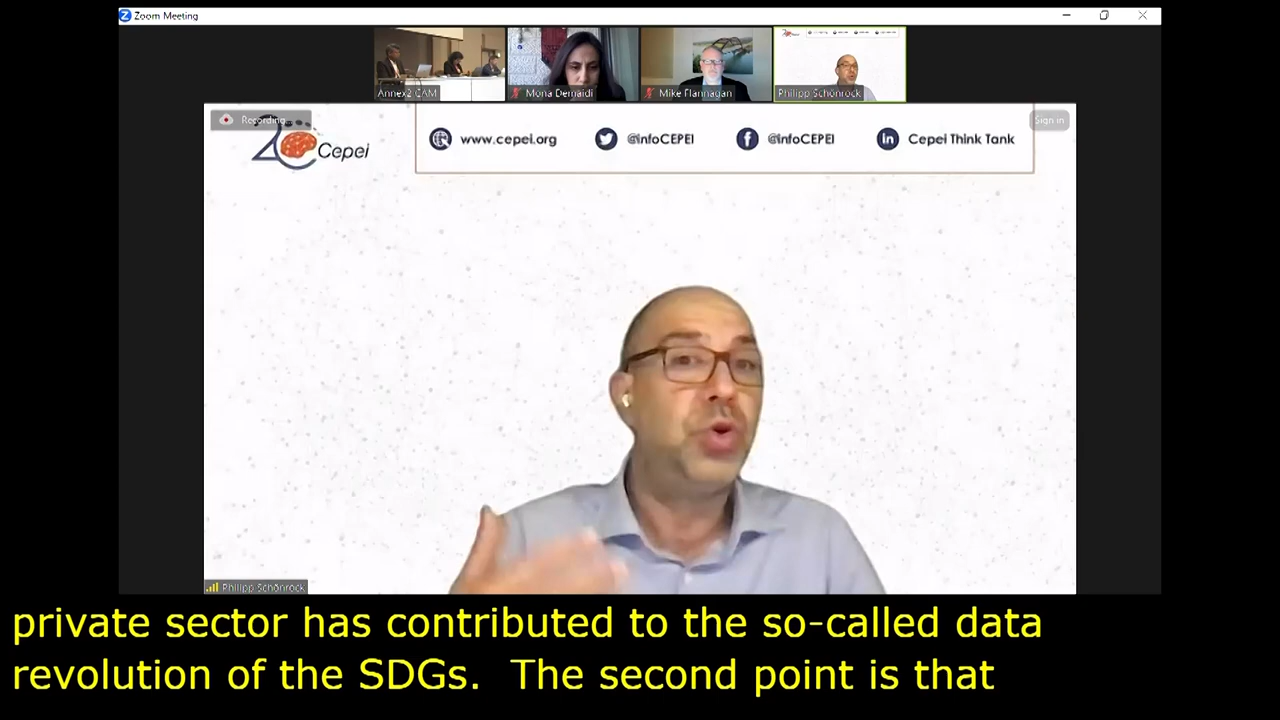 Zoom Meeting
Annex2 CAM
Mona Demaidi
Mike Flannagan
Philipp Schönrock
Recording...
Sign in
20 Cepei
www.cepei.org
@infoCEPEI
@infoCEPEI
Cepei Think Tank
Philipp Schönrock
private sector has contributed to the so-called data
revolution of the SDGs. The second point is that